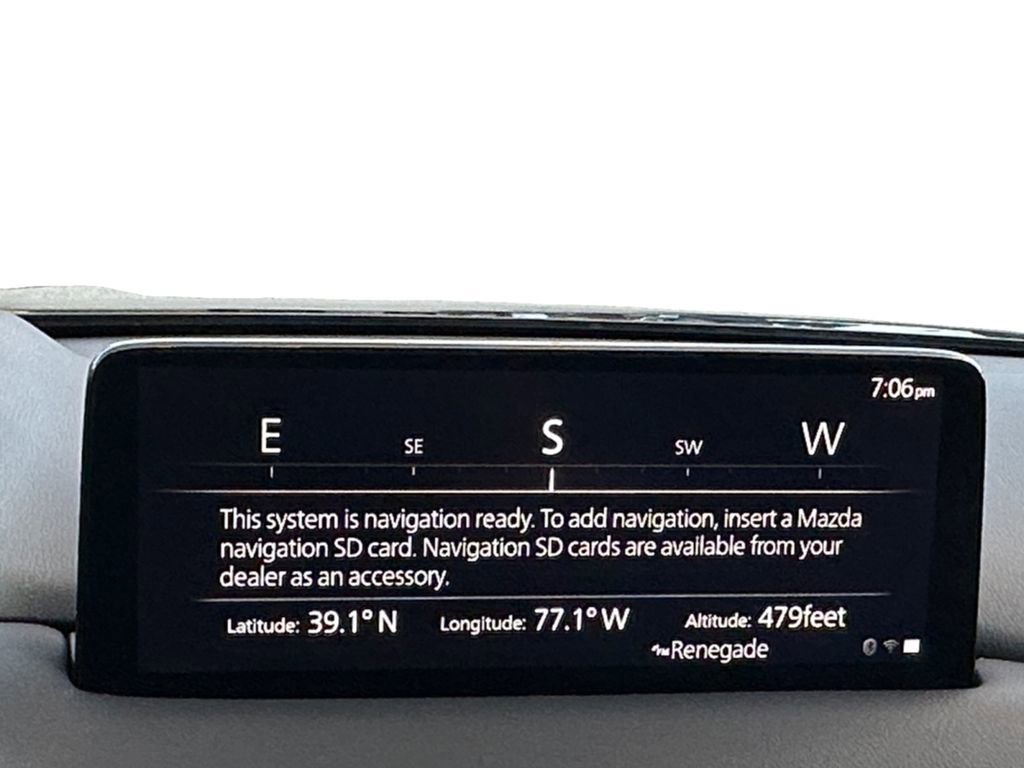 7:06pm
E SE S SW W
This system is navigation ready. To add navigation, insert a Mazda
navigation SD card. Navigation SD cards are available from your
dealer as an accessory.
Latitude: 39.1° N Longitude: 77.1° W Altitude: 479feet
Renegade